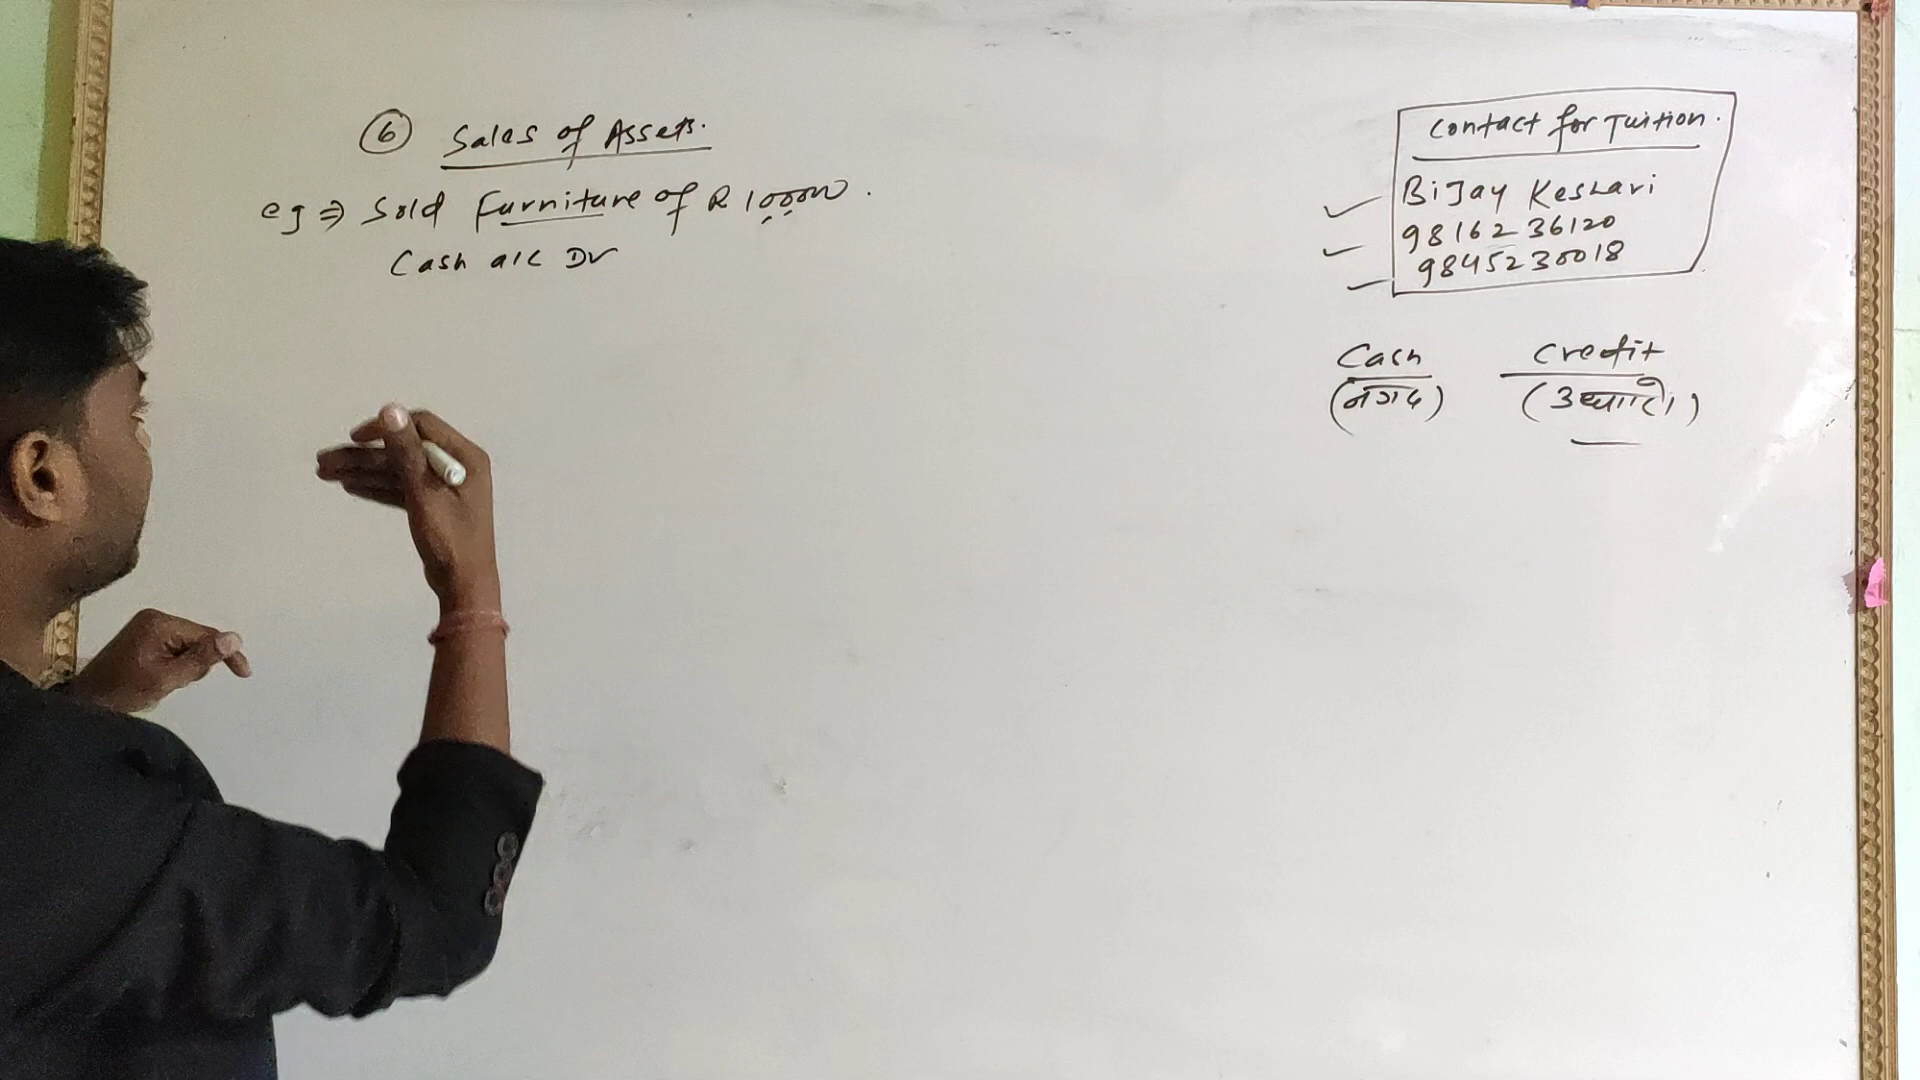 ⑥ Sales of Assets.
eg ⇒ Sold Furniture of R 10000.
Cash a/c Dr
Contact for Tuition.
BiJay Keshari
9816236120
9845230018
Cash Credit
(नगद) (उधारो)